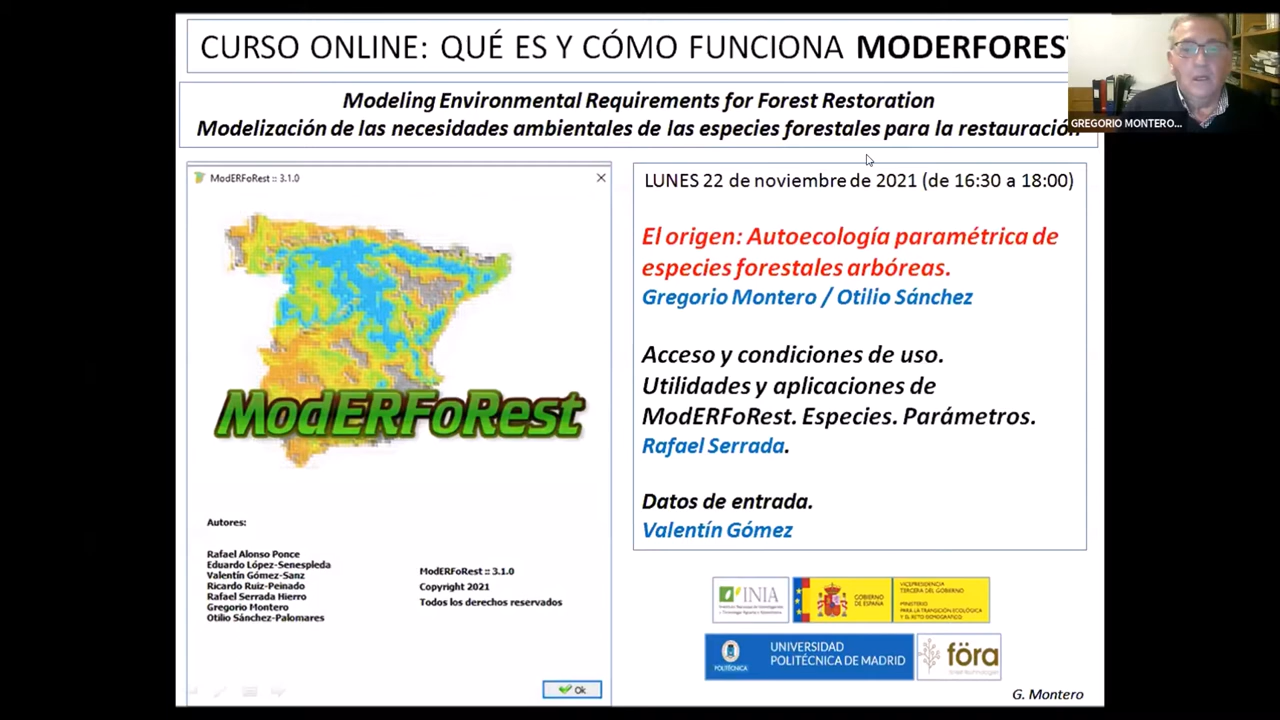 CURSO ONLINE: QUÉ ES Y CÓMO FUNCIONA MODERFOREST
Modeling Environmental Requirements for Forest Restoration
Modelización de las necesidades ambientales de las especies forestales para la restauración
GREGORIO MONTERO...
ModERFoRest :: 3.1.0
ModERFoRest
Autores:
Rafael Alonso Ponce
Eduardo López-Senespleda
Valentín Gómez-Sanz
Ricardo Ruiz-Peinado
Rafael Serrada Hierro
Gregorio Montero
Otilio Sánchez-Palomares
ModERFoRest :: 3.1.0
Copyright 2021
Todos los derechos reservados
Ok
LUNES 22 de noviembre de 2021 (de 16:30 a 18:00)
El origen: Autoecología paramétrica de
especies forestales arbóreas.
Gregorio Montero / Otilio Sánchez
Acceso y condiciones de uso.
Utilidades y aplicaciones de
ModERFoRest. Especies. Parámetros.
Rafael Serrada.
Datos de entrada.
Valentín Gómez
INIA
GOBIERNO
DE ESPAÑA
VICEPRESIDENCIA
TERCERA DEL GOBIERNO
MINISTERIO
PARA LA TRANSICIÓN ECOLÓGICA
Y EL RETO DEMOGRÁFICO
POLITÉCNICA
UNIVERSIDAD
POLITÉCNICA DE MADRID
föra
G. Montero